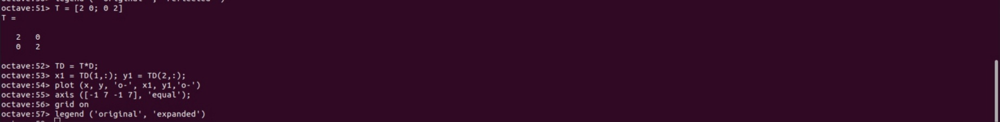 octave:51> T = [2 0; 0 2]
T =
2 0
0 2
octave:52> TD = T*D;
octave:53> x1 = TD(1,:); y1 = TD(2,:);
octave:54> plot (x, y, 'o-', x1, y1,'o-')
octave:55> axis ([-1 7 -1 7], 'equal');
octave:56> grid on
octave:57> legend ('original', 'expanded')